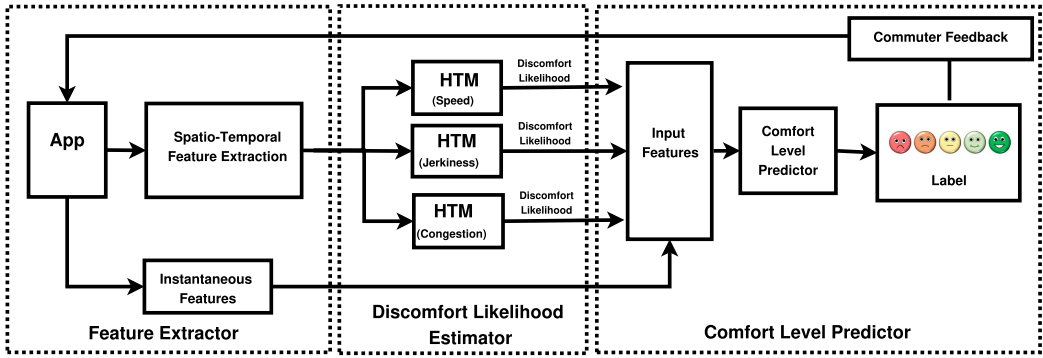 Commuter Feedback
App
Spatio-Temporal
Feature Extraction
HTM
(Speed)
Discomfort
Likelihood
HTM
(Jerkiness)
Discomfort
Likelihood
HTM
(Congestion)
Discomfort
Likelihood
Input
Features
Comfort
Level
Predictor
Label
Instantaneous
Features
Feature Extractor
Discomfort Likelihood
Estimator
Comfort Level Predictor